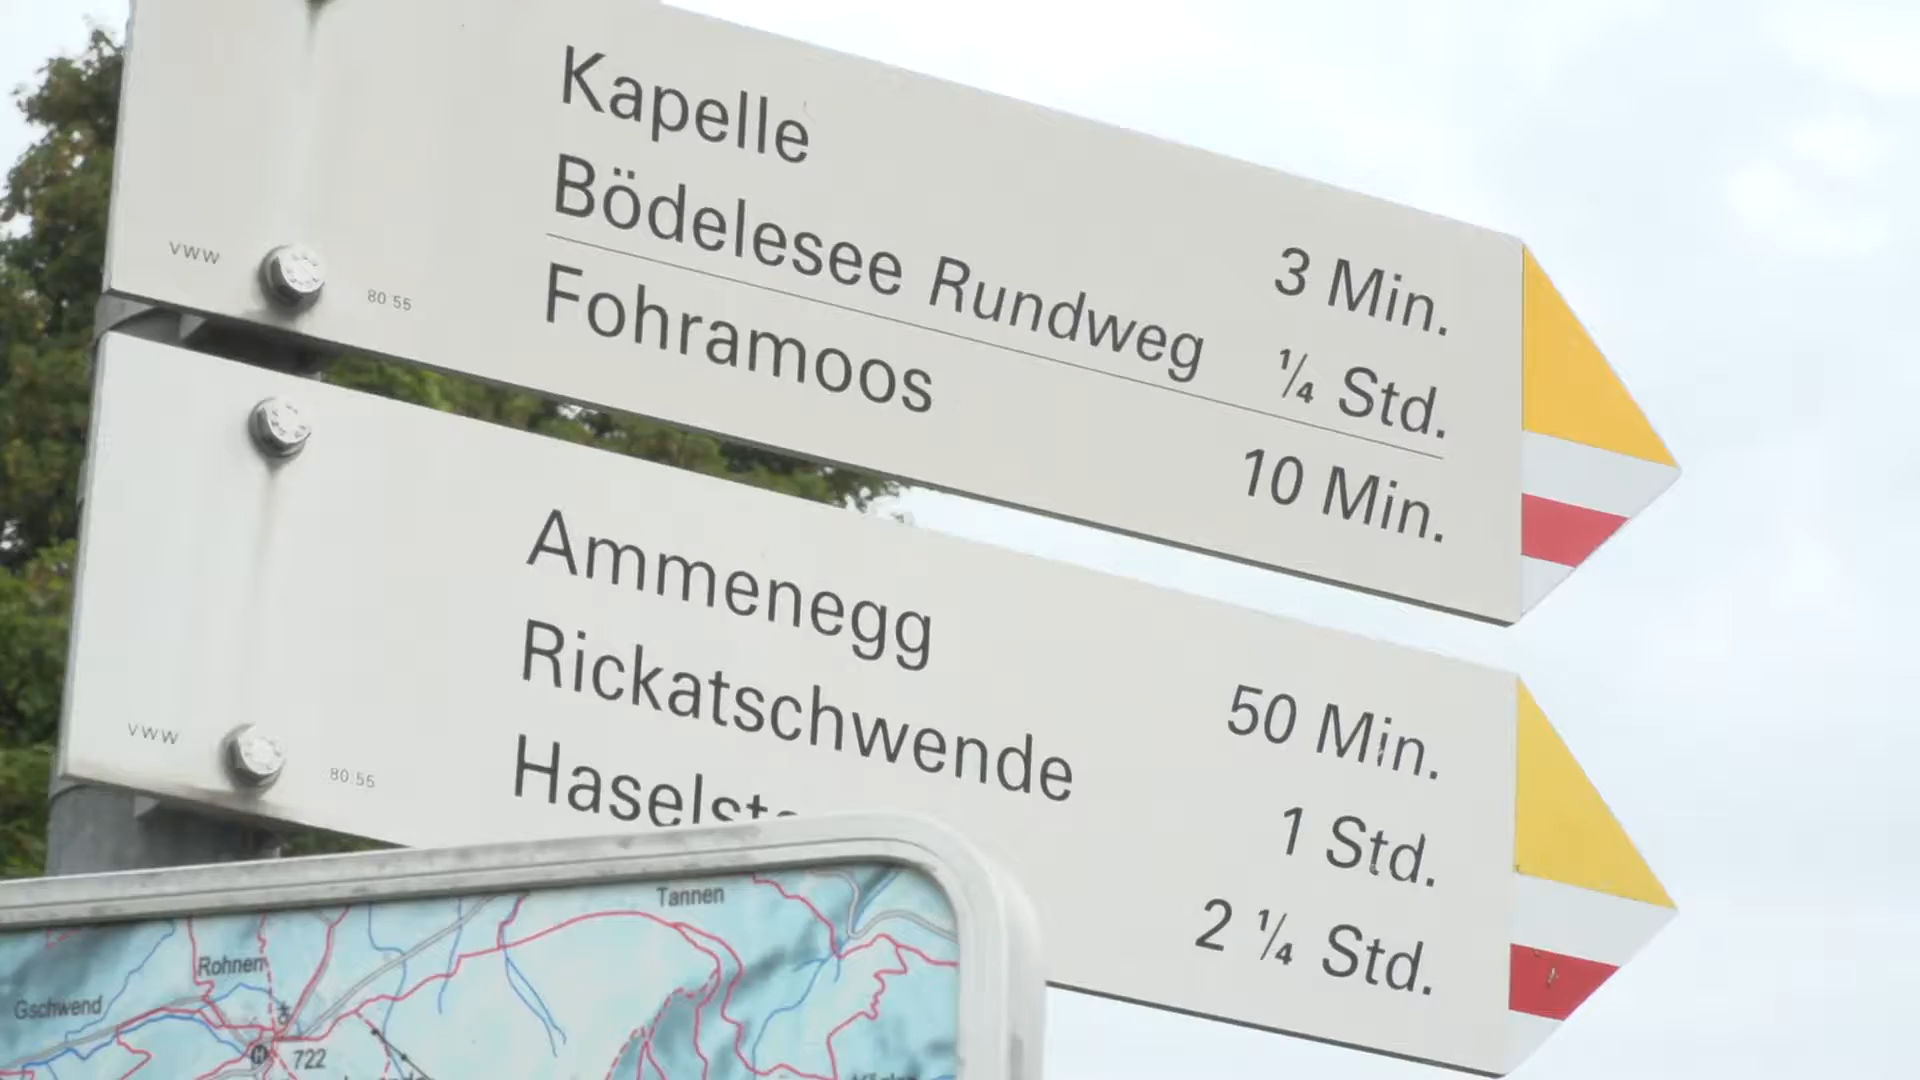 Kapelle 3 Min.
Bödelesee Rundweg ¼ Std.
Fohramoos 10 Min.
vww 80 55
Ammenegg 50 Min.
Rickatschwende 1 Std.
2 ¼ Std.
vww 80 55
Tannen
Rohnen
Gschwend
H 722